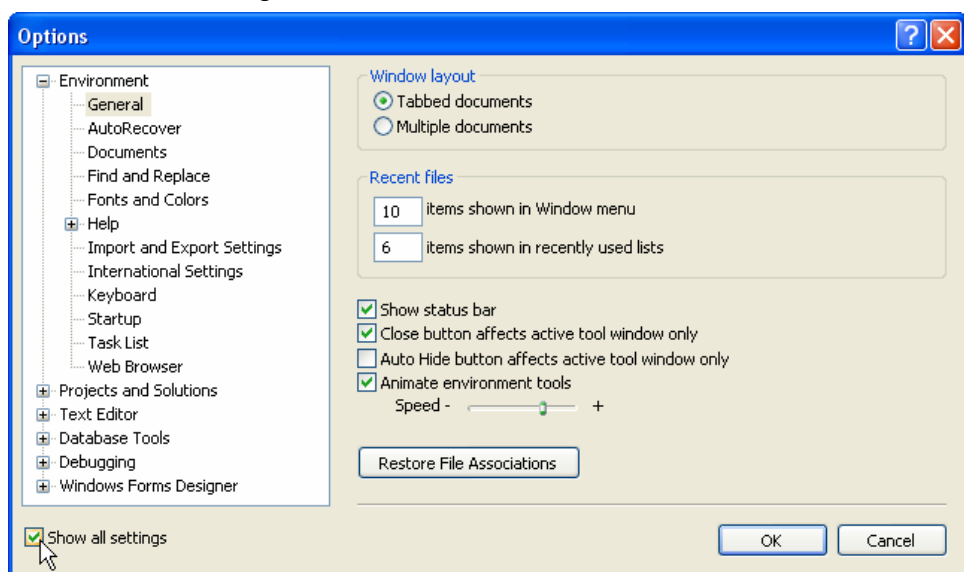 Options
Environment
General
AutoRecover
Documents
Find and Replace
Fonts and Colors
Help
Import and Export Settings
International Settings
Keyboard
Startup
Task List
Web Browser
Projects and Solutions
Text Editor
Database Tools
Debugging
Windows Forms Designer
Show all settings
Window layout
Tabbed documents
Multiple documents
Recent files
10 items shown in Window menu
6 items shown in recently used lists
Show status bar
Close button affects active tool window only
Auto Hide button affects active tool window only
Animate environment tools
Speed - +
Restore File Associations
OK Cancel